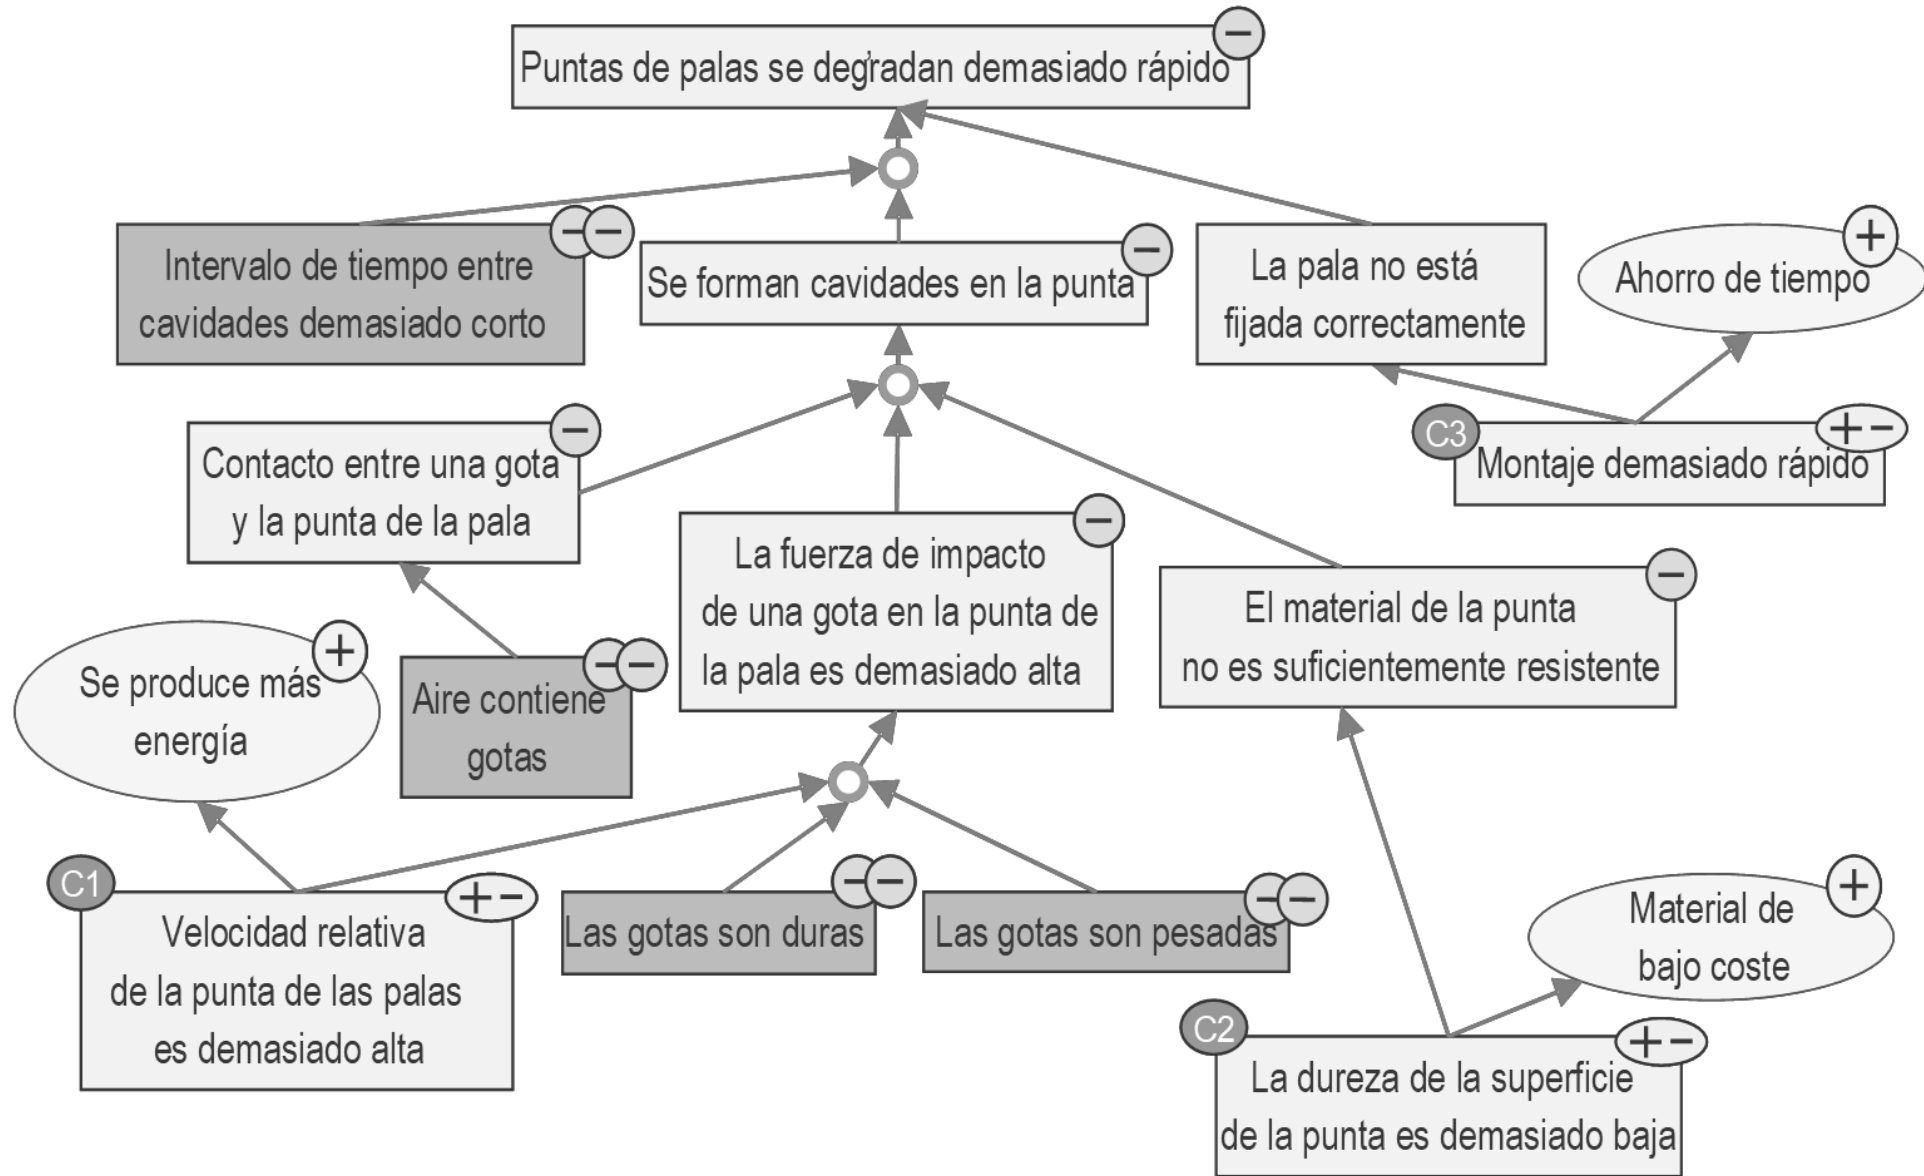 Puntas de palas se degradan demasiado rápido
−
Intervalo de tiempo entre
cavidades demasiado corto
− −
Se forman cavidades en la punta
−
La pala no está
fijada correctamente
Ahorro de tiempo
+
Contacto entre una gota
y la punta de la pala
−
C3
Montaje demasiado rápido
+ −
La fuerza de impacto
de una gota en la punta de
la pala es demasiado alta
−
El material de la punta
no es suficientemente resistente
−
Se produce más
energía
+
Aire contiene
gotas
− −
C1
Velocidad relativa
de la punta de las palas
es demasiado alta
+ −
Las gotas son duras
− −
Las gotas son pesadas
− −
Material de
bajo coste
+
C2
La dureza de la superficie
de la punta es demasiado baja
+ −